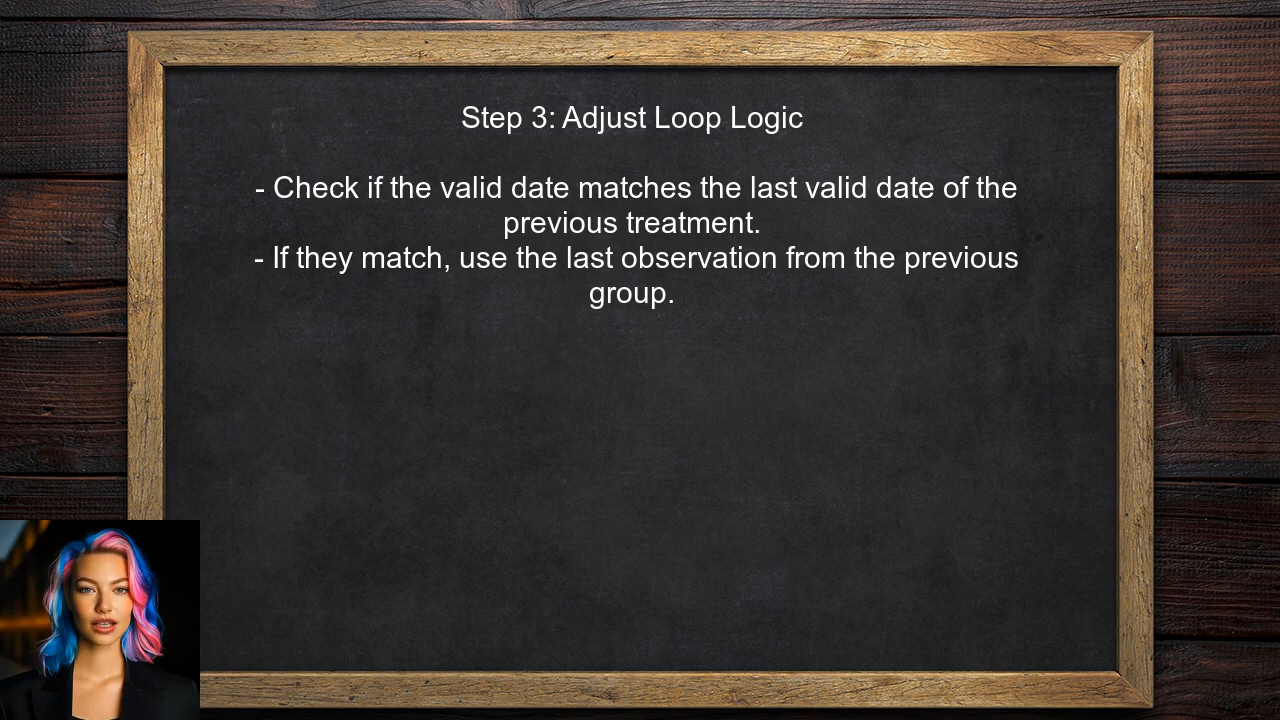 Step 3: Adjust Loop Logic
- Check if the valid date matches the last valid date of the
previous treatment.
- If they match, use the last observation from the previous
group.